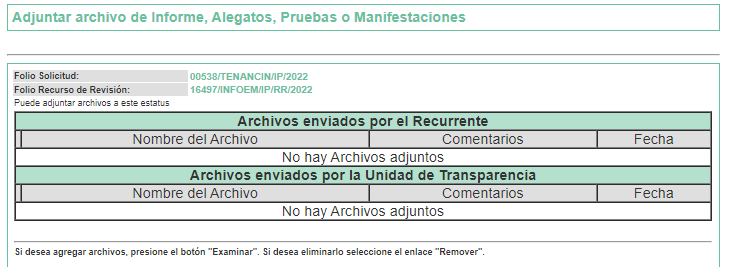 Adjuntar archivo de Informe, Alegatos, Pruebas o Manifestaciones
Folio Solicitud: 00538/TENANCIN/IP/2022
Folio Recurso de Revisión: 16497/INFOEM/IP/RR/2022
Puede adjuntar archivos a este estatus
Archivos enviados por el Recurrente
Nombre del Archivo Comentarios Fecha
No hay Archivos adjuntos
Archivos enviados por la Unidad de Transparencia
Nombre del Archivo Comentarios Fecha
No hay Archivos adjuntos
Si desea agregar archivos, presione el botón "Examinar". Si desea eliminarlo seleccione el enlace "Remover".